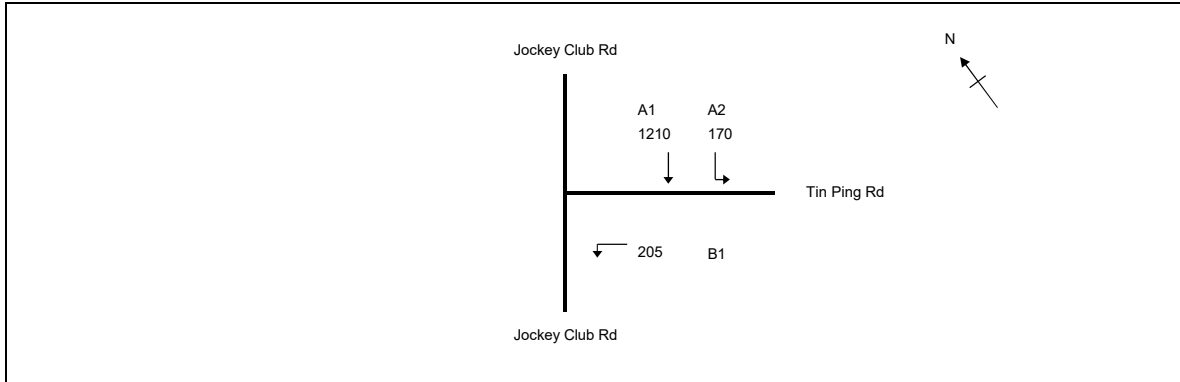 Jockey Club Rd
N
A1 A2
1210 170
Tin Ping Rd
205 B1
Jockey Club Rd